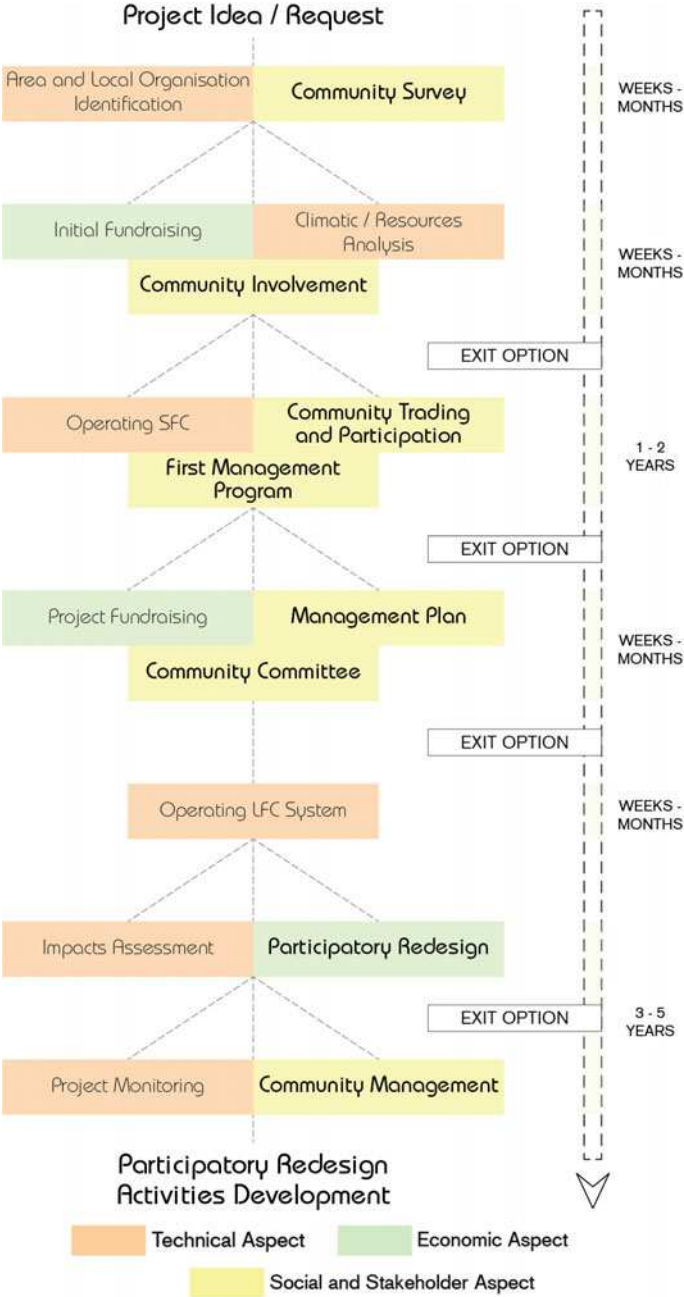 Project Idea / Request
Area and Local Organisation
Identification
Community Survey
WEEKS -
MONTHS
Initial Fundraising
Climatic / Resources
Analysis
Community Involvement
WEEKS -
MONTHS
EXIT OPTION
Operating SFC
Community Trading
and Participation
First Management
Program
1 - 2
YEARS
EXIT OPTION
Project Fundraising
Management Plan
Community Committee
WEEKS -
MONTHS
EXIT OPTION
Operating LFC System
WEEKS -
MONTHS
Impacts Assessment
Participatory Redesign
EXIT OPTION
3 - 5
YEARS
Project Monitoring
Community Management
Participatory Redesign
Activities Development
Technical Aspect
Economic Aspect
Social and Stakeholder Aspect